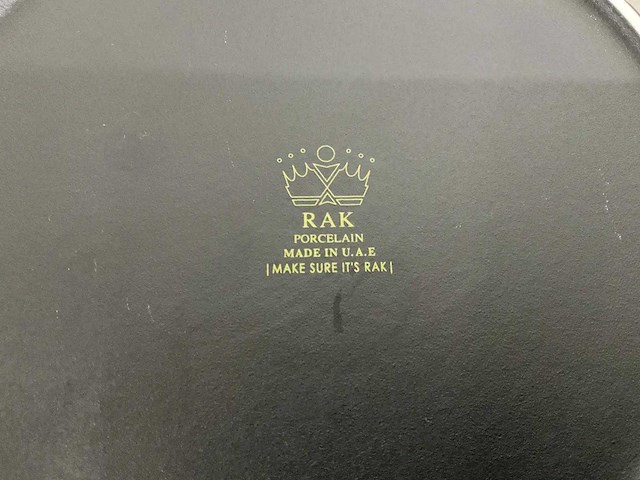 RAK
PORCELAIN
MADE IN U.A.E
|MAKE SURE IT'S RAK|